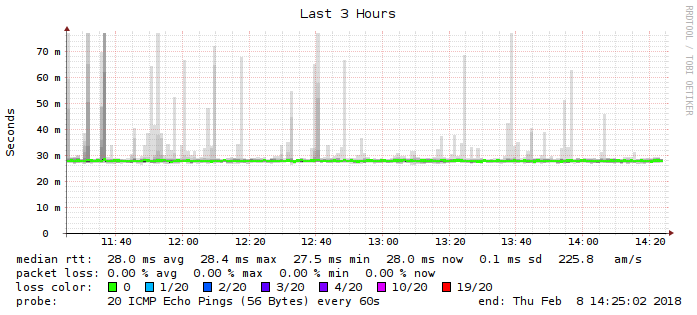 Last 3 Hours
RRDTOOL / TOBI OETIKER
Seconds
70 m
60 m
50 m
40 m
30 m
20 m
10 m
0
11:40 12:00 12:20 12:40 13:00 13:20 13:40 14:00 14:20
median rtt: 28.0 ms avg 28.4 ms max 27.5 ms min 28.0 ms now 0.1 ms sd 225.8 am/s
packet loss: 0.00 % avg 0.00 % max 0.00 % min 0.00 % now
loss color: 0 1/20 2/20 3/20 4/20 10/20 19/20
probe: 20 ICMP Echo Pings (56 Bytes) every 60s end: Thu Feb 8 14:25:02 2018